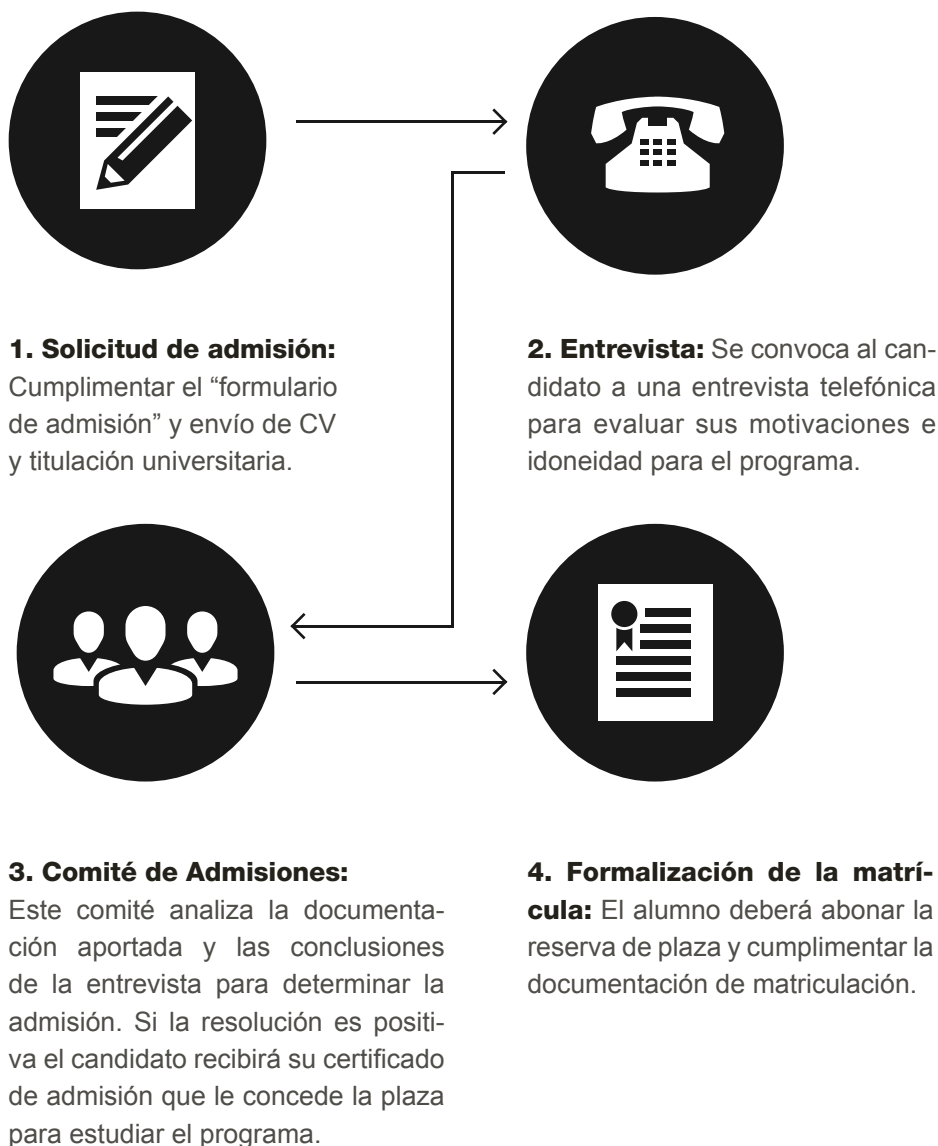 1. Solicitud de admisión:
Cumplimentar el “formulario
de admisión” y envío de CV
y titulación universitaria.
2. Entrevista: Se convoca al can-
didato a una entrevista telefónica
para evaluar sus motivaciones e
idoneidad para el programa.
3. Comité de Admisiones:
Este comité analiza la documenta-
ción aportada y las conclusiones
de la entrevista para determinar la
admisión. Si la resolución es positi-
va el candidato recibirá su certificado
de admisión que le concede la plaza
para estudiar el programa.
4. Formalización de la matrí-
cula: El alumno deberá abonar la
reserva de plaza y cumplimentar la
documentación de matriculación.